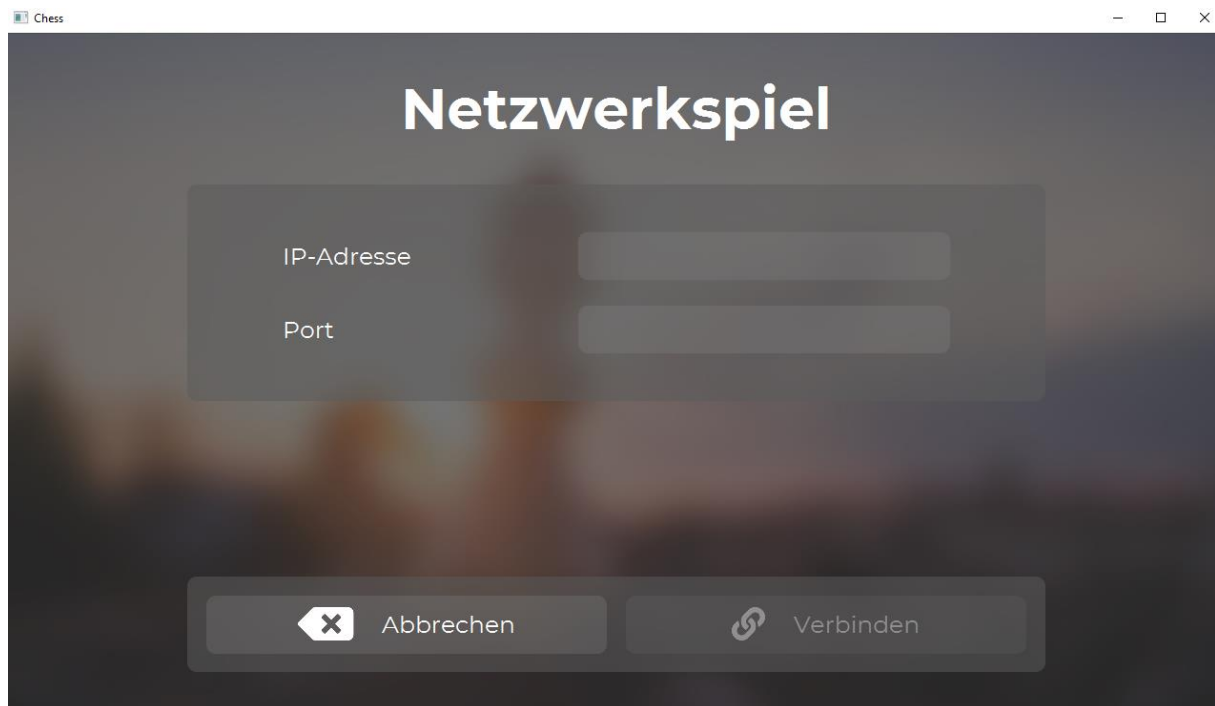 Chess
Netzwerkspiel
IP-Adresse
Port
Abbrechen
Verbinden